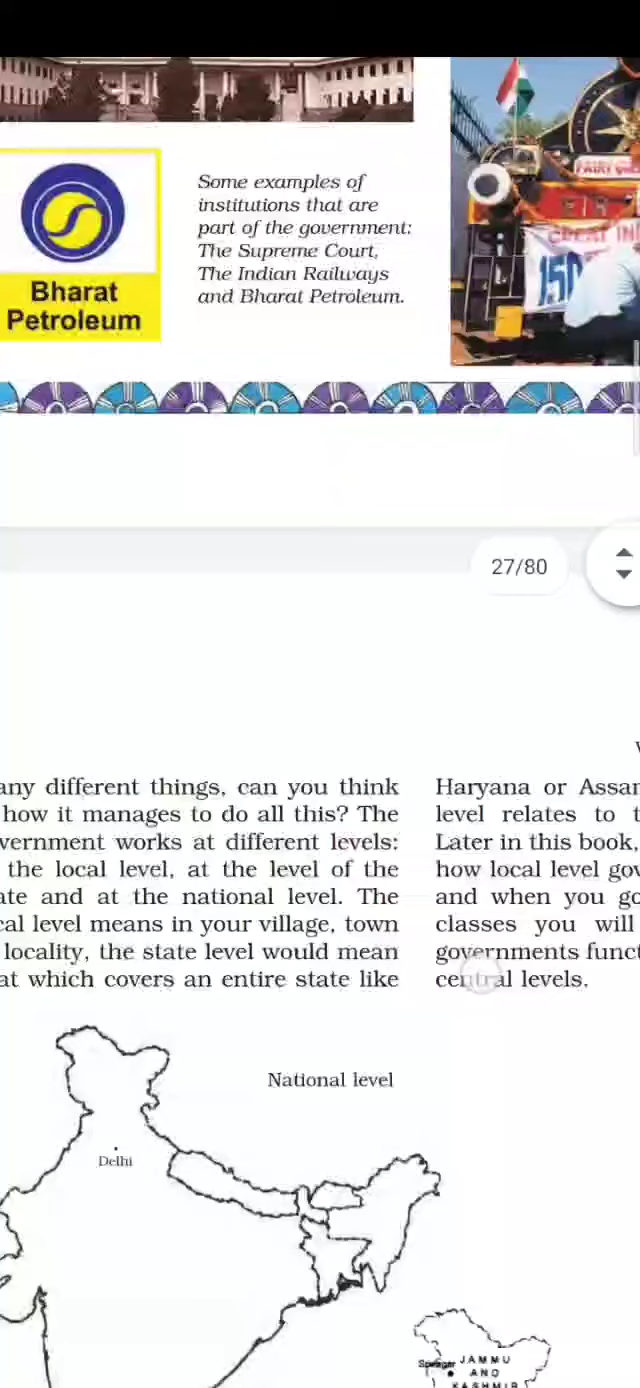 Some examples of
institutions that are
part of the government:
The Supreme Court,
The Indian Railways
and Bharat Petroleum.
Bharat
Petroleum
150
27/80
any different things, can you think
how it manages to do all this? The
vernment works at different levels:
the local level, at the level of the
ate and at the national level. The
cal level means in your village, town
locality, the state level would mean
at which covers an entire state like
Haryana or Assam
level relates to t
Later in this book,
how local level gov
and when you go
classes you will
governments funct
central levels.
National level
Delhi
Srinagar
JAMMU
AND
KASHMIR